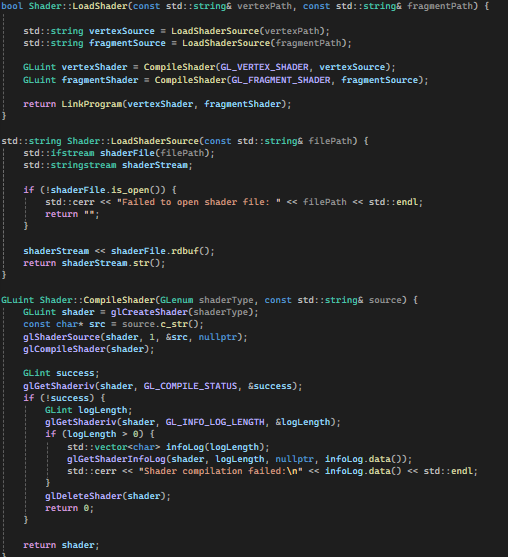 bool Shader::LoadShader(const std::string& vertexPath, const std::string& fragmentPath) {
std::string vertexSource = LoadShaderSource(vertexPath);
std::string fragmentSource = LoadShaderSource(fragmentPath);
GLuint vertexShader = CompileShader(GL_VERTEX_SHADER, vertexSource);
GLuint fragmentShader = CompileShader(GL_FRAGMENT_SHADER, fragmentSource);
return LinkProgram(vertexShader, fragmentShader);
}
std::string Shader::LoadShaderSource(const std::string& filePath) {
std::ifstream shaderFile(filePath);
std::stringstream shaderStream;
if (!shaderFile.is_open()) {
std::cerr << "Failed to open shader file: " << filePath << std::endl;
return "";
}
shaderStream << shaderFile.rdbuf();
return shaderStream.str();
}
GLuint Shader::CompileShader(GLenum shaderType, const std::string& source) {
GLuint shader = glCreateShader(shaderType);
const char* src = source.c_str();
glShaderSource(shader, 1, &src, nullptr);
glCompileShader(shader);
GLint success;
glGetShaderiv(shader, GL_COMPILE_STATUS, &success);
if (!success) {
GLint logLength;
glGetShaderiv(shader, GL_INFO_LOG_LENGTH, &logLength);
if (logLength > 0) {
std::vector<char> infoLog(logLength);
glGetShaderInfoLog(shader, logLength, nullptr, infoLog.data());
std::cerr << "Shader compilation failed:\n" << infoLog.data() << std::endl;
}
glDeleteShader(shader);
return 0;
}
return shader;
}